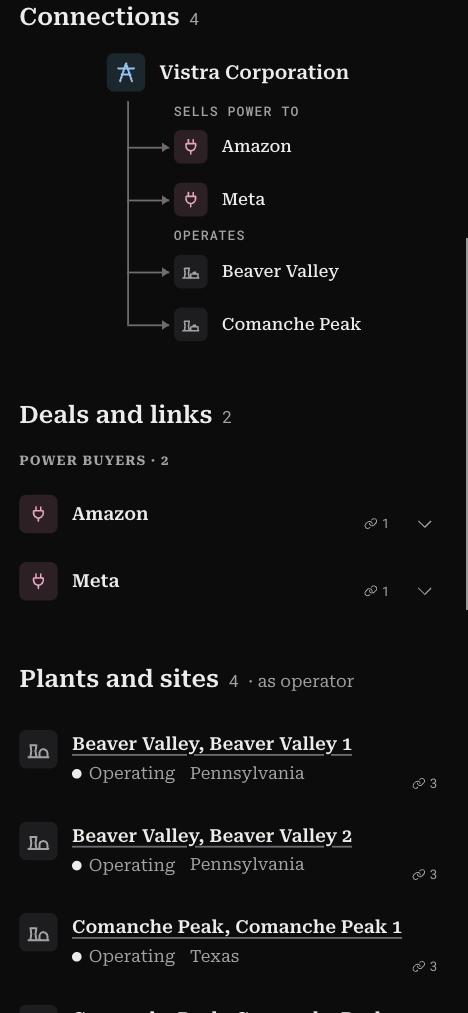 Connections 4
Vistra Corporation
SELLS POWER TO
Amazon
Meta
OPERATES
Beaver Valley
Comanche Peak
Deals and links 2
POWER BUYERS · 2
Amazon
1
Meta
1
Plants and sites 4 · as operator
Beaver Valley, Beaver Valley 1
Operating Pennsylvania
3
Beaver Valley, Beaver Valley 2
Operating Pennsylvania
3
Comanche Peak, Comanche Peak 1
Operating Texas
3